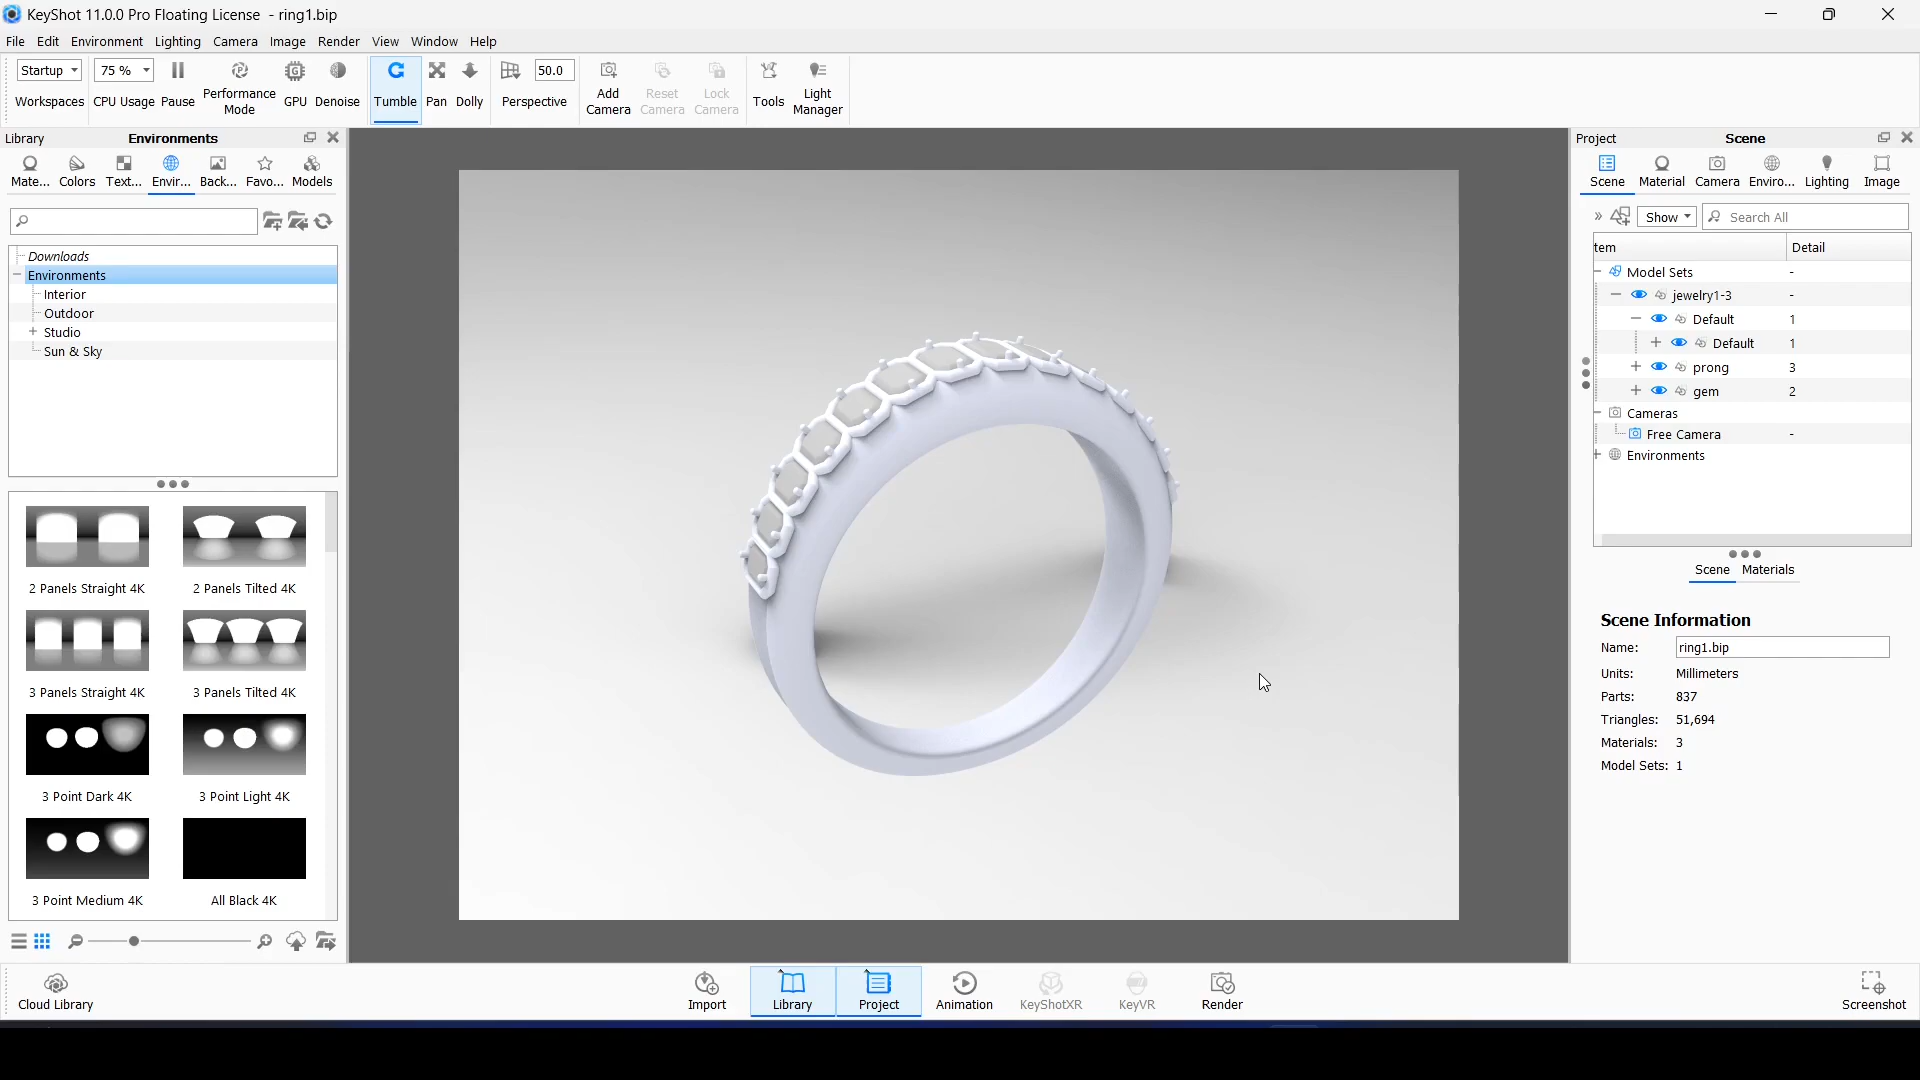 KeyShot 11.0.0 Pro Floating License - ring1.bip
File Edit Environment Lighting Camera Image Render View Window Help
Startup 75 % 50.0
Workspaces CPU Usage Pause Performance Mode GPU Denoise Tumble Pan Dolly Perspective Add Camera Reset Camera Lock Camera Tools Light Manager
Library Environments
Mate... Colors Text... Envir... Back... Favo... Models
Downloads
Environments
Interior
Outdoor
Studio
Sun & Sky
2 Panels Straight 4K 2 Panels Tilted 4K
3 Panels Straight 4K 3 Panels Tilted 4K
3 Point Dark 4K 3 Point Light 4K
3 Point Medium 4K All Black 4K
Project Scene
Scene Material Camera Enviro... Lighting Image
Show Search All
tem Detail
Model Sets -
jewelry1-3 -
Default 1
Default 1
prong 3
gem 2
Cameras
Free Camera -
Environments
Scene Materials
Scene Information
Name: ring1.bip
Units: Millimeters
Parts: 837
Triangles: 51,694
Materials: 3
Model Sets: 1
Cloud Library Import Library Project Animation KeyShotXR KeyVR Render Screenshot